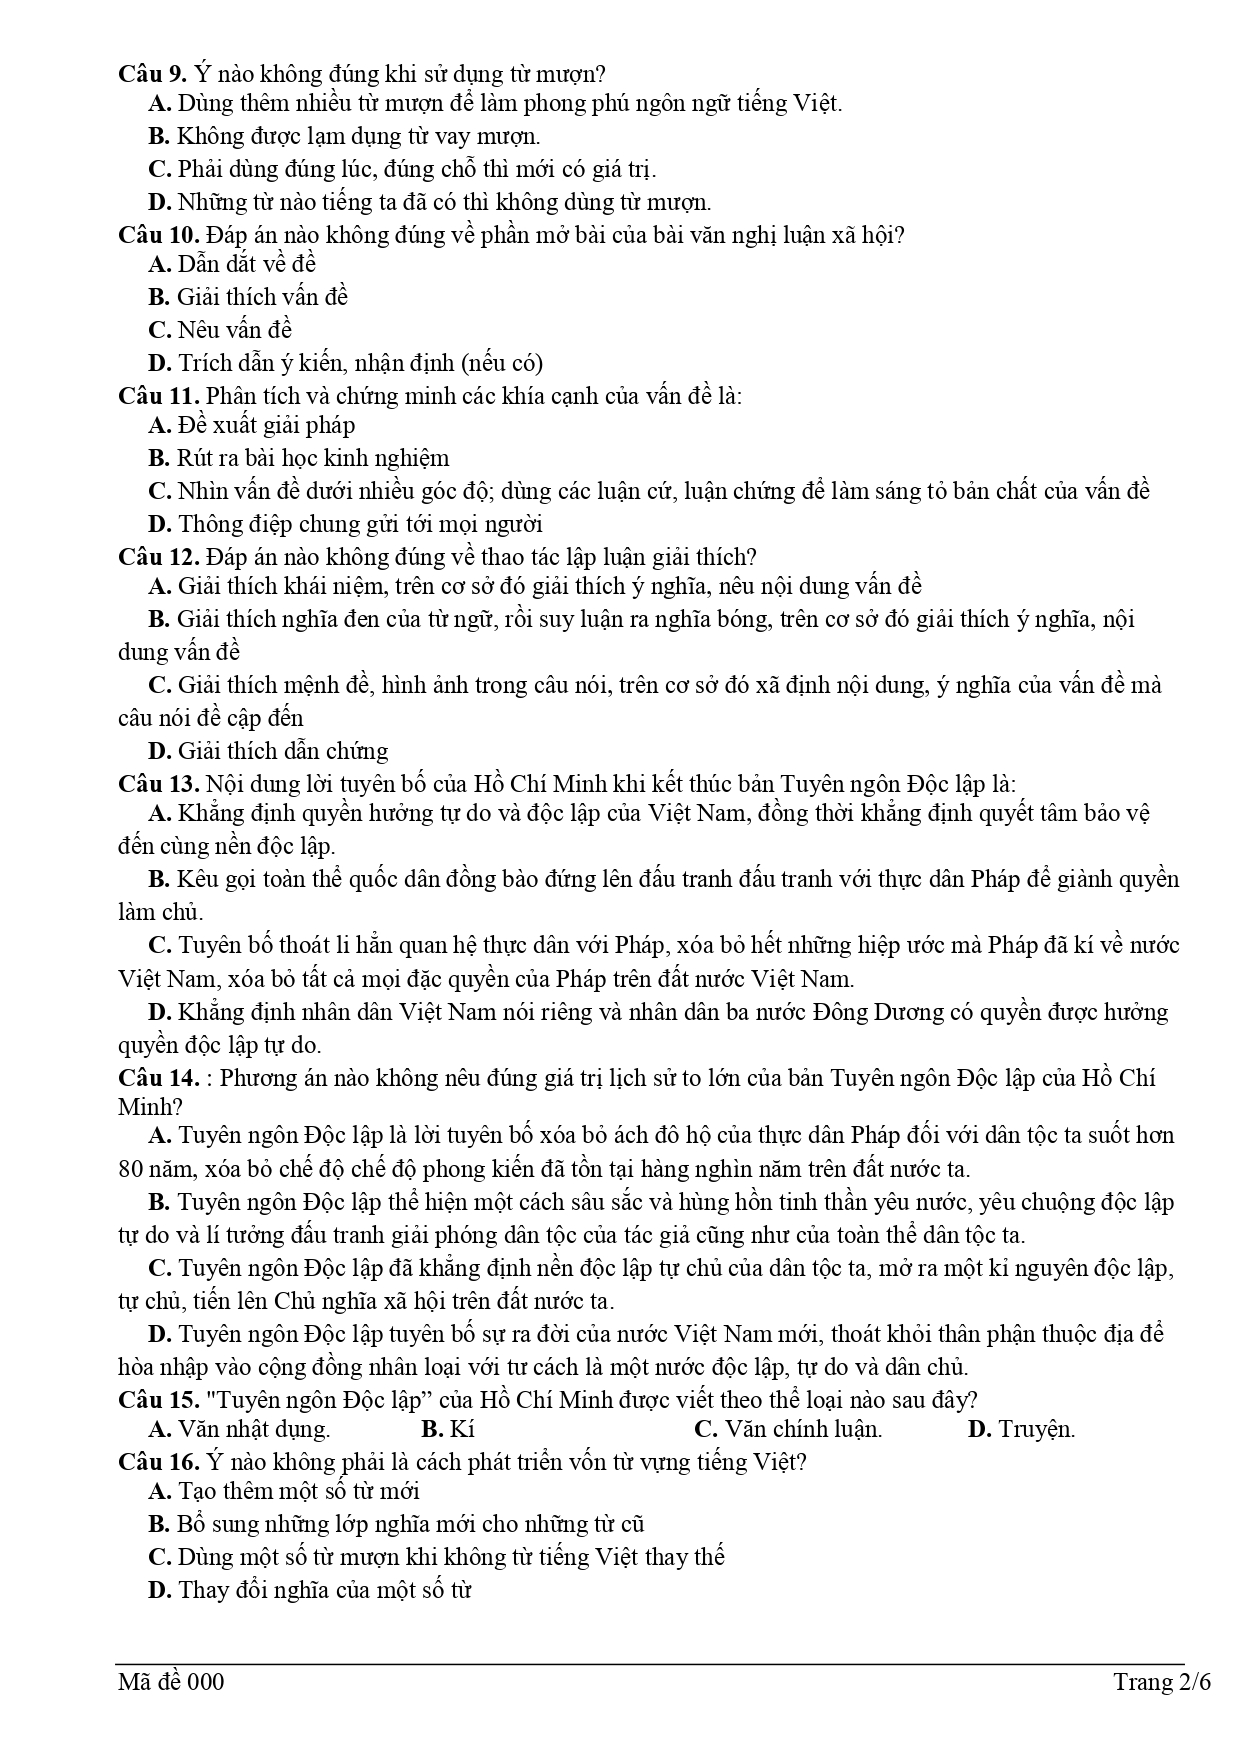 Câu 9. Ý nào không đúng khi sử dụng từ mượn?
A. Dùng thêm nhiều từ mượn để làm phong phú ngôn ngữ tiếng Việt.
B. Không được lạm dụng từ vay mượn.
C. Phải dùng đúng lúc, đúng chỗ thì mới có giá trị.
D. Những từ nào tiếng ta đã có thì không dùng từ mượn.
Câu 10. Đáp án nào không đúng về phần mở bài của bài văn nghị luận xã hội?
A. Dẫn dắt về đề
B. Giải thích vấn đề
C. Nêu vấn đề
D. Trích dẫn ý kiến, nhận định (nếu có)
Câu 11. Phân tích và chứng minh các khía cạnh của vấn đề là:
A. Đề xuất giải pháp
B. Rút ra bài học kinh nghiệm
C. Nhìn vấn đề dưới nhiều góc độ; dùng các luận cứ, luận chứng để làm sáng tỏ bản chất của vấn đề
D. Thông điệp chung gửi tới mọi người
Câu 12. Đáp án nào không đúng về thao tác lập luận giải thích?
A. Giải thích khái niệm, trên cơ sở đó giải thích ý nghĩa, nêu nội dung vấn đề
B. Giải thích nghĩa đen của từ ngữ, rồi suy luận ra nghĩa bóng, trên cơ sở đó giải thích ý nghĩa, nội
dung vấn đề
C. Giải thích mệnh đề, hình ảnh trong câu nói, trên cơ sở đó xã định nội dung, ý nghĩa của vấn đề mà
câu nói đề cập đến
D. Giải thích dẫn chứng
Câu 13. Nội dung lời tuyên bố của Hồ Chí Minh khi kết thúc bản Tuyên ngôn Độc lập là:
A. Khẳng định quyền hưởng tự do và độc lập của Việt Nam, đồng thời khẳng định quyết tâm bảo vệ
đến cùng nền độc lập.
B. Kêu gọi toàn thể quốc dân đồng bào đứng lên đấu tranh đấu tranh với thực dân Pháp để giành quyền
làm chủ.
C. Tuyên bố thoát li hẳn quan hệ thực dân với Pháp, xóa bỏ hết những hiệp ước mà Pháp đã kí về nước
Việt Nam, xóa bỏ tất cả mọi đặc quyền của Pháp trên đất nước Việt Nam.
D. Khẳng định nhân dân Việt Nam nói riêng và nhân dân ba nước Đông Dương có quyền được hưởng
quyền độc lập tự do.
Câu 14. : Phương án nào không nêu đúng giá trị lịch sử to lớn của bản Tuyên ngôn Độc lập của Hồ Chí
Minh?
A. Tuyên ngôn Độc lập là lời tuyên bố xóa bỏ ách đô hộ của thực dân Pháp đối với dân tộc ta suốt hơn
80 năm, xóa bỏ chế độ chế độ phong kiến đã tồn tại hàng nghìn năm trên đất nước ta.
B. Tuyên ngôn Độc lập thể hiện một cách sâu sắc và hùng hồn tinh thần yêu nước, yêu chuộng độc lập
tự do và lí tưởng đấu tranh giải phóng dân tộc của tác giả cũng như của toàn thể dân tộc ta.
C. Tuyên ngôn Độc lập đã khẳng định nền độc lập tự chủ của dân tộc ta, mở ra một kỉ nguyên độc lập,
tự chủ, tiến lên Chủ nghĩa xã hội trên đất nước ta.
D. Tuyên ngôn Độc lập tuyên bố sự ra đời của nước Việt Nam mới, thoát khỏi thân phận thuộc địa để
hòa nhập vào cộng đồng nhân loại với tư cách là một nước độc lập, tự do và dân chủ.
Câu 15. "Tuyên ngôn Độc lập” của Hồ Chí Minh được viết theo thể loại nào sau đây?
A. Văn nhật dụng. B. Kí C. Văn chính luận. D. Truyện.
Câu 16. Ý nào không phải là cách phát triển vốn từ vựng tiếng Việt?
A. Tạo thêm một số từ mới
B. Bổ sung những lớp nghĩa mới cho những từ cũ
C. Dùng một số từ mượn khi không từ tiếng Việt thay thế
D. Thay đổi nghĩa của một số từ
Mã đề 000 Trang 2/6